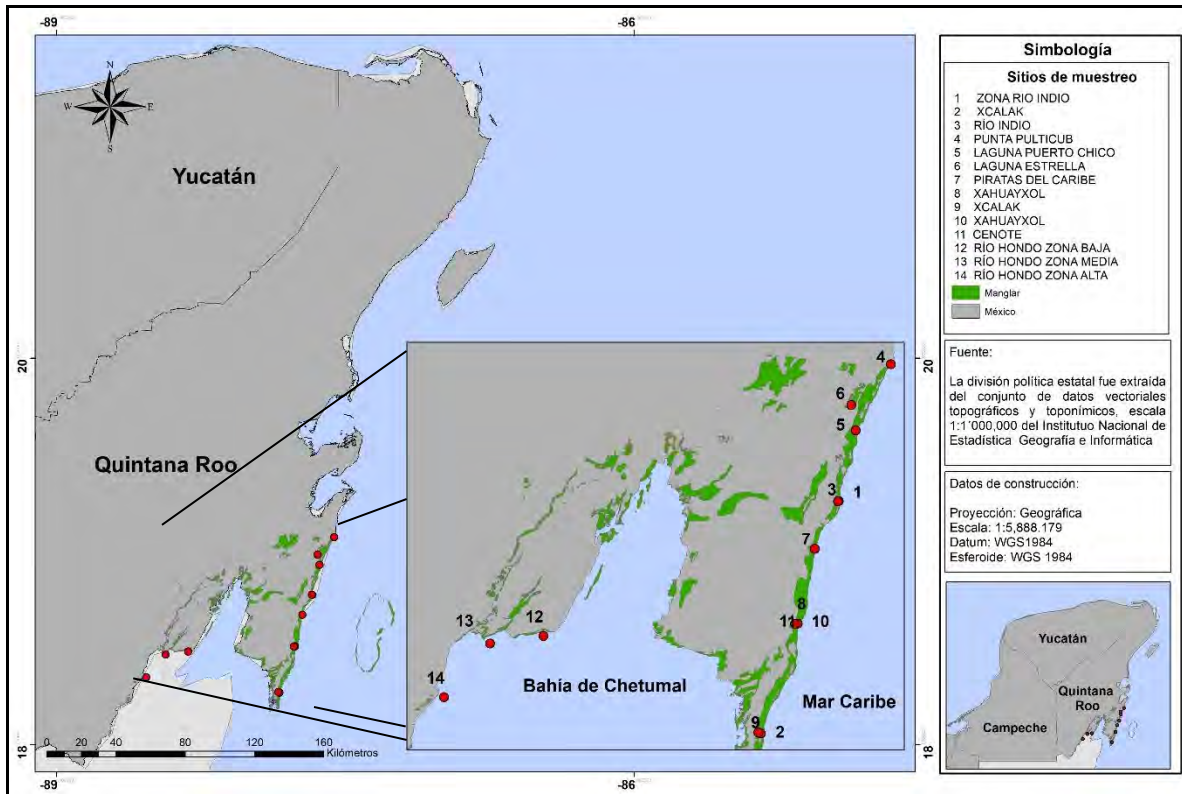 -89
-86
N
W
E
S
Yucatán
Quintana Roo
20
20
18
18
-89
-86
0 10 20 40 80 120 160
Kilómetros
4
6
5
3
1
7
8
11
10
13
12
14
9
2
Bahía de Chetumal
Mar Caribe
Simbología
Sitios de muestreo
1 ZONA RIO INDIO
2 XCALAK
3 RÍO INDIO
4 PUNTA PULTICUB
5 LAGUNA PUERTO CHICO
6 LAGUNA ESTRELLA
7 PIRATAS DEL CARIBE
8 XAHUAYXOL
9 XCALAK
10 XAHUAYXOL
11 CENOTE
12 RÍO HONDO ZONA BAJA
13 RÍO HONDO ZONA MEDIA
14 RÍO HONDO ZONA ALTA
Manglar
México
Fuente:
La división política estatal fue extraída
del conjunto de datos vectoriales
topográficos y toponímicos, escala
1:1´000,000 del Institutuo Nacional de
Estadística Geografía e Informática
Datos de construcción:
Proyección: Geográfica
Escala: 1:5,888.179
Datum: WGS1984
Esferoide: WGS 1984
Yucatán
Quintana
Roo
Campeche